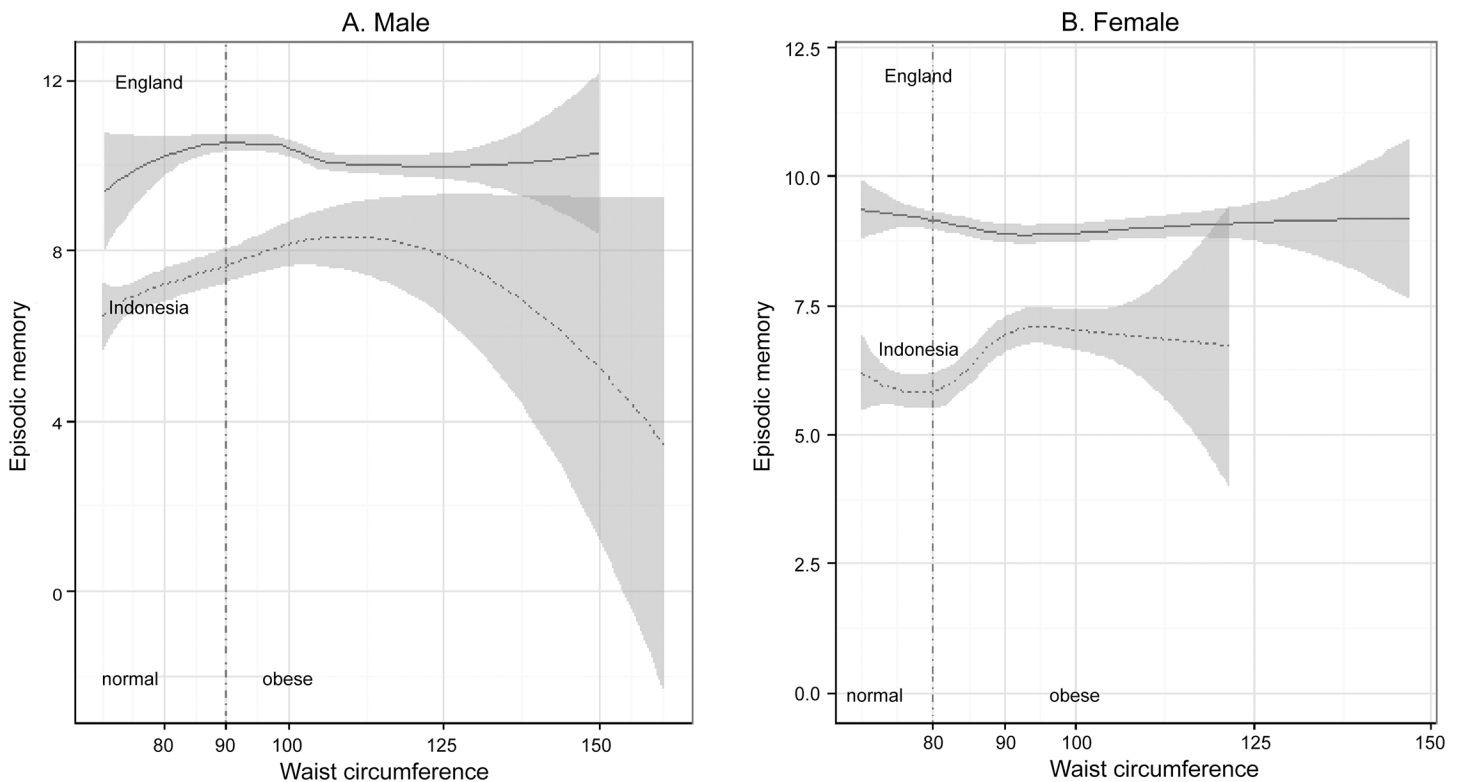 A. Male
12
8
4
0
England
Indonesia
normal
obese
80
90
100
125
150
Waist circumference
Episodic memory
B. Female
12.5
10.0
7.5
5.0
2.5
0.0
England
Indonesia
normal
obese
80
90
100
125
150
Waist circumference
Episodic memory